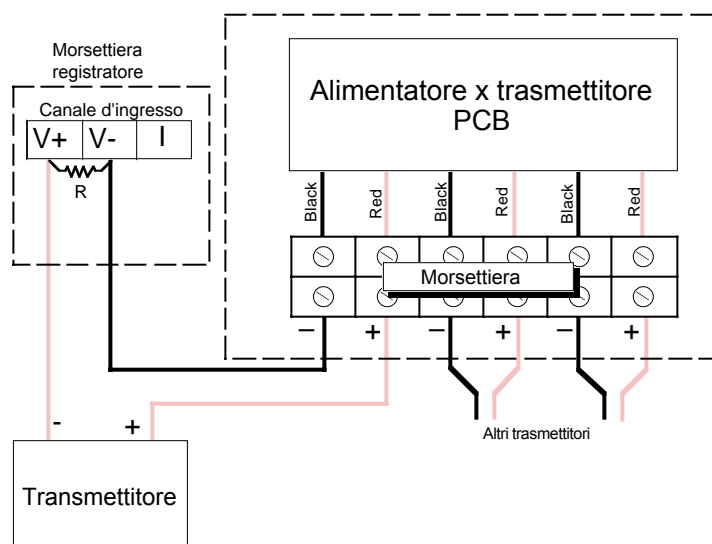 Morsettiera
registratore
Canale d'ingresso
V+ V- I
R
Alimentatore x trasmettitore
PCB
Black Red Black Red Black Red
Morsettiera
– + – + – +
- +
Altri trasmettitori
Transmettitore